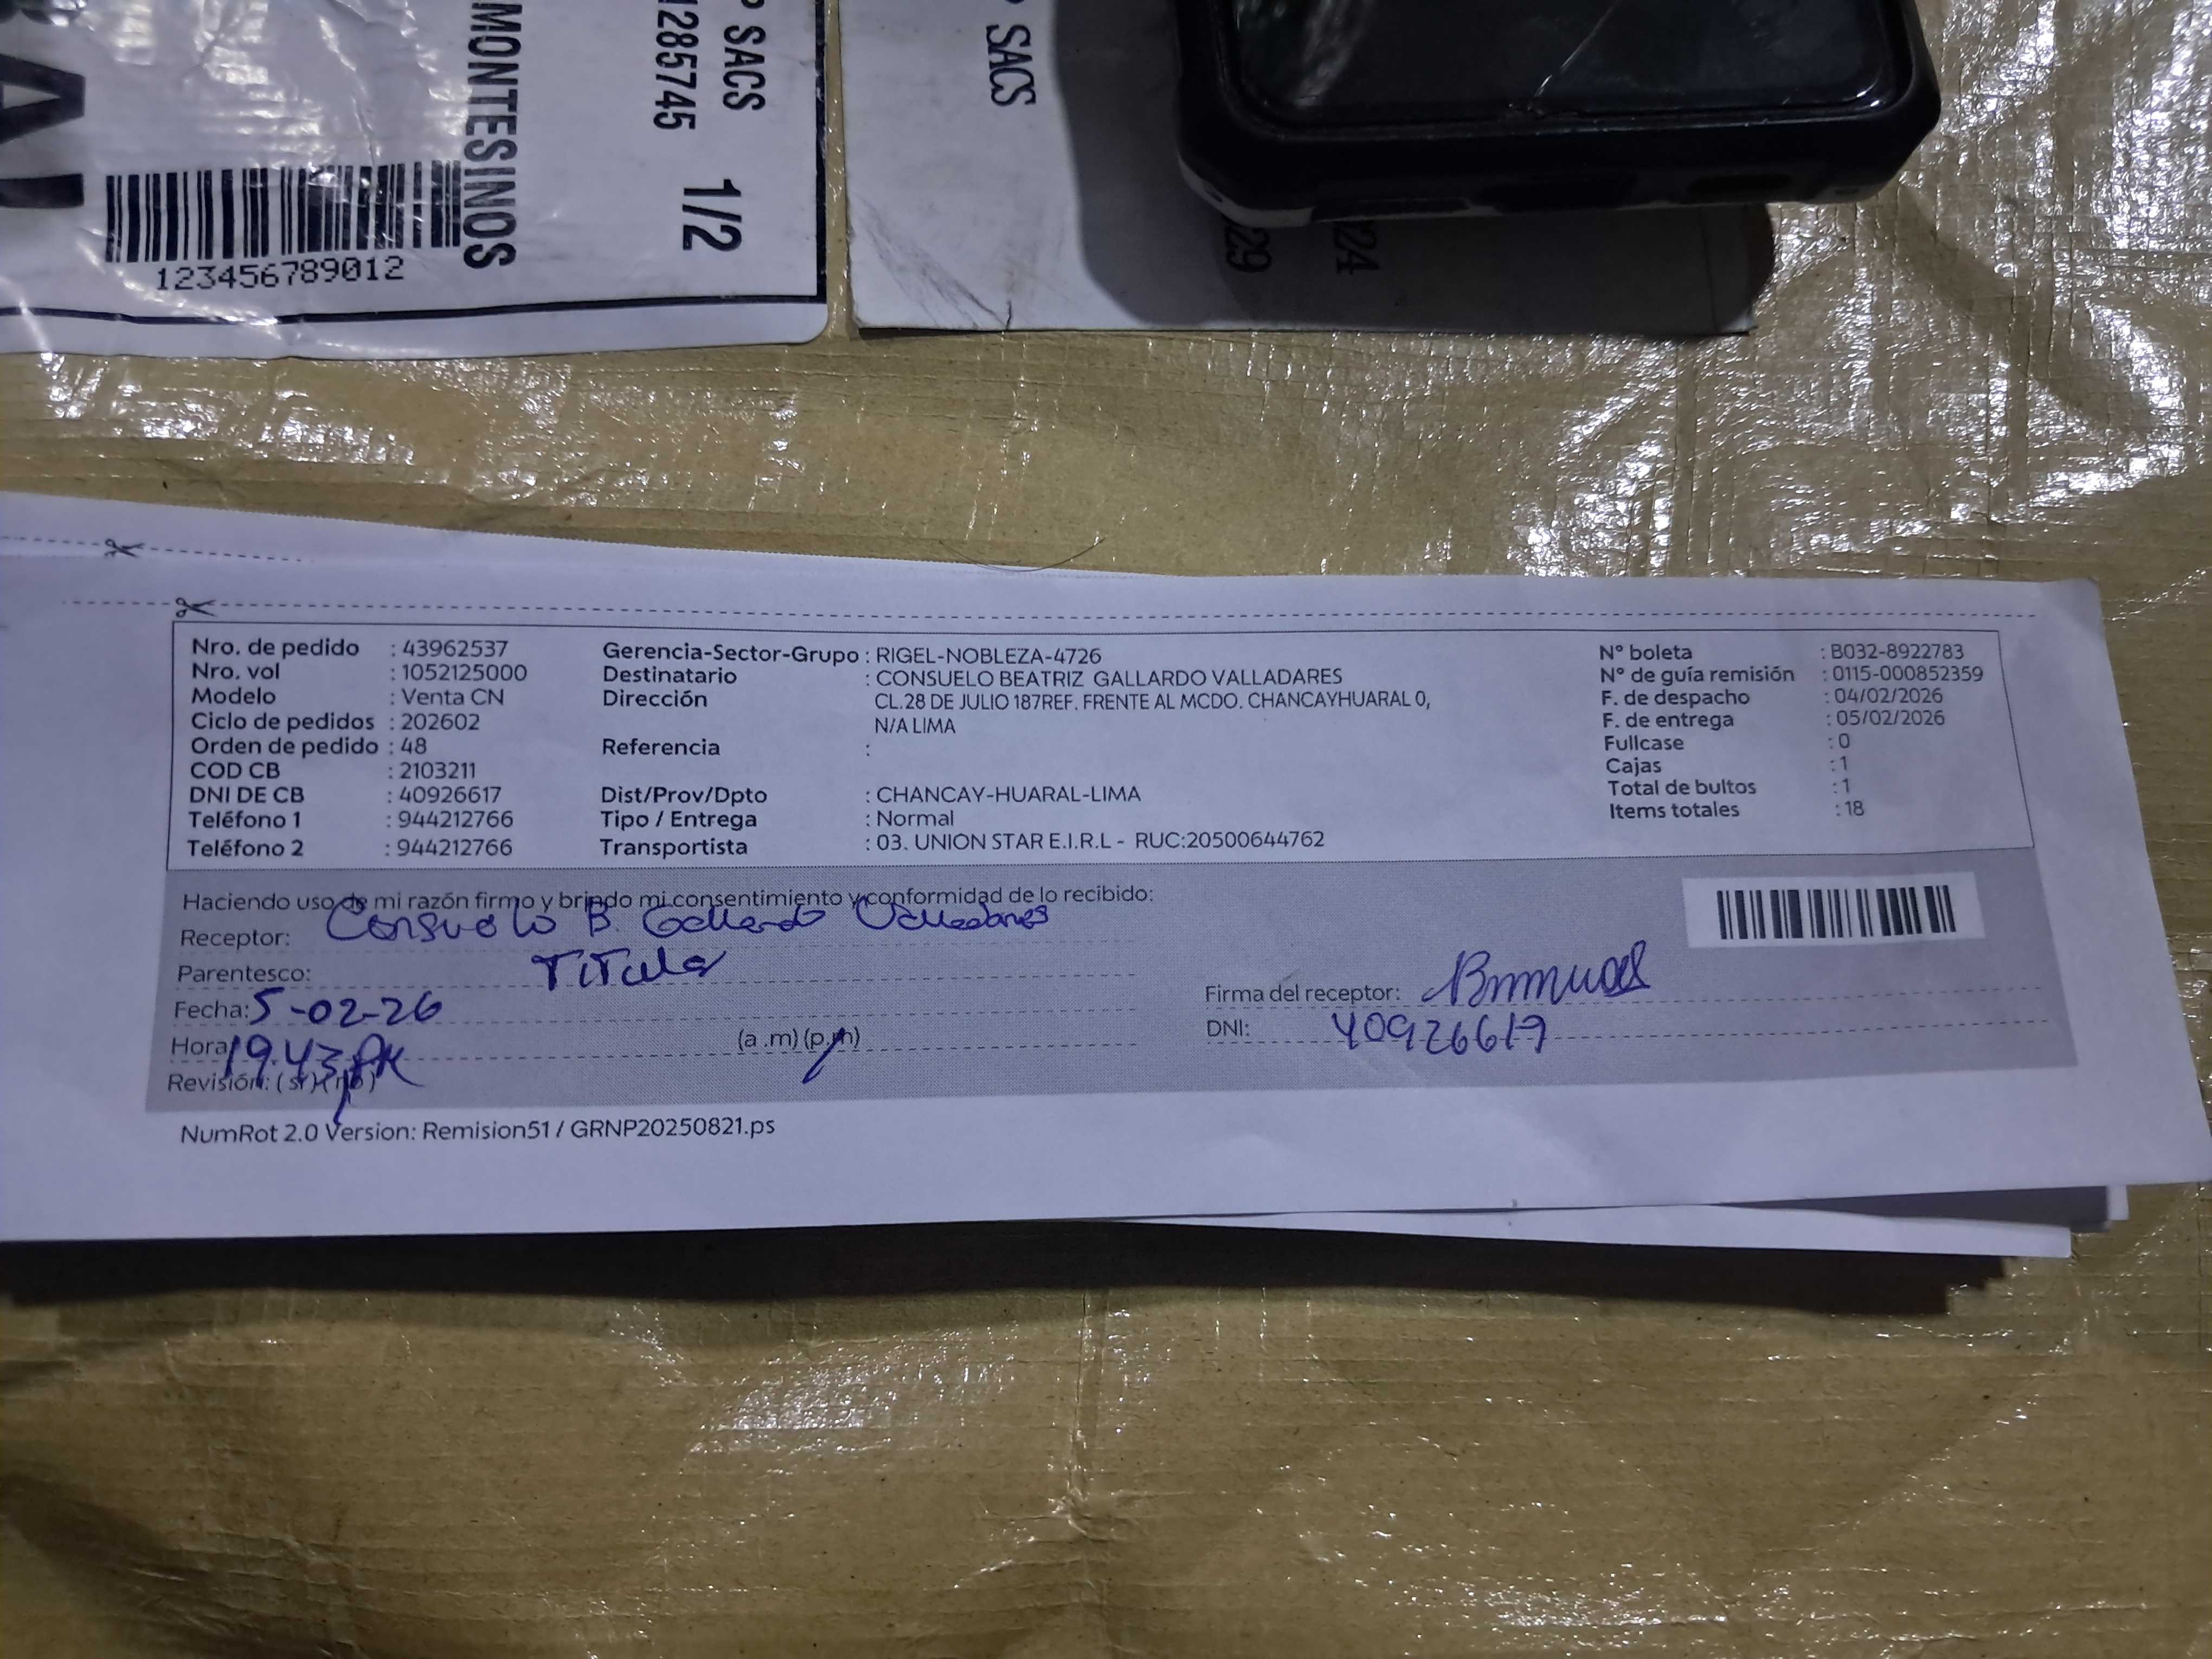 MONTESINOS
1285745
P SACS
1/2
123456789012
P SACS
29
24
Nro. de pedido : 43962537
Nro. vol : 1052125000
Modelo : Venta CN
Ciclo de pedidos : 202602
Orden de pedido : 48
COD CB : 2103211
DNI DE CB : 40926617
Teléfono 1 : 944212766
Teléfono 2 : 944212766
Gerencia-Sector-Grupo : RIGEL-NOBLEZA-4726
Destinatario : CONSUELO BEATRIZ GALLARDO VALLADARES
Dirección CL.28 DE JULIO 187REF. FRENTE AL MCDO. CHANCAYHUARAL 0,
N/A LIMA
Referencia :
Dist/Prov/Dpto : CHANCAY-HUARAL-LIMA
Tipo / Entrega : Normal
Transportista : 03. UNION STAR E.I.R.L - RUC:20500644762
N° boleta : B032-8922783
N° de guía remisión : 0115-000852359
F. de despacho : 04/02/2026
F. de entrega : 05/02/2026
Fullcase : 0
Cajas : 1
Total de bultos : 1
Items totales : 18
Haciendo uso de mi razón firmo y brindo mi consentimiento y conformidad de lo recibido:
Receptor: Consuelo B. Gallardo Valladares
Parentesco: Titular
Fecha: 5-02-26
Hora: 19.43 (a .m) (p.m)
Revisión: ( si ) ( no )
Firma del receptor:
DNI: 40926617
NumRot 2.0 Version: Remision51 / GRNP20250821.ps